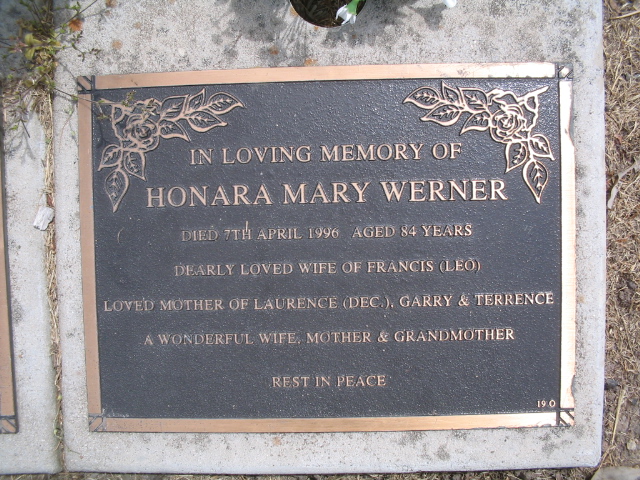 IN LOVING MEMORY OF
HONARA MARY WERNER
DIED 7TH APRIL 1996 AGED 84 YEARS
DEARLY LOVED WIFE OF FRANCIS (LEO)
LOVED MOTHER OF LAURENCE (DEC.), GARRY & TERRENCE
A WONDERFUL WIFE, MOTHER & GRANDMOTHER
REST IN PEACE
19 O